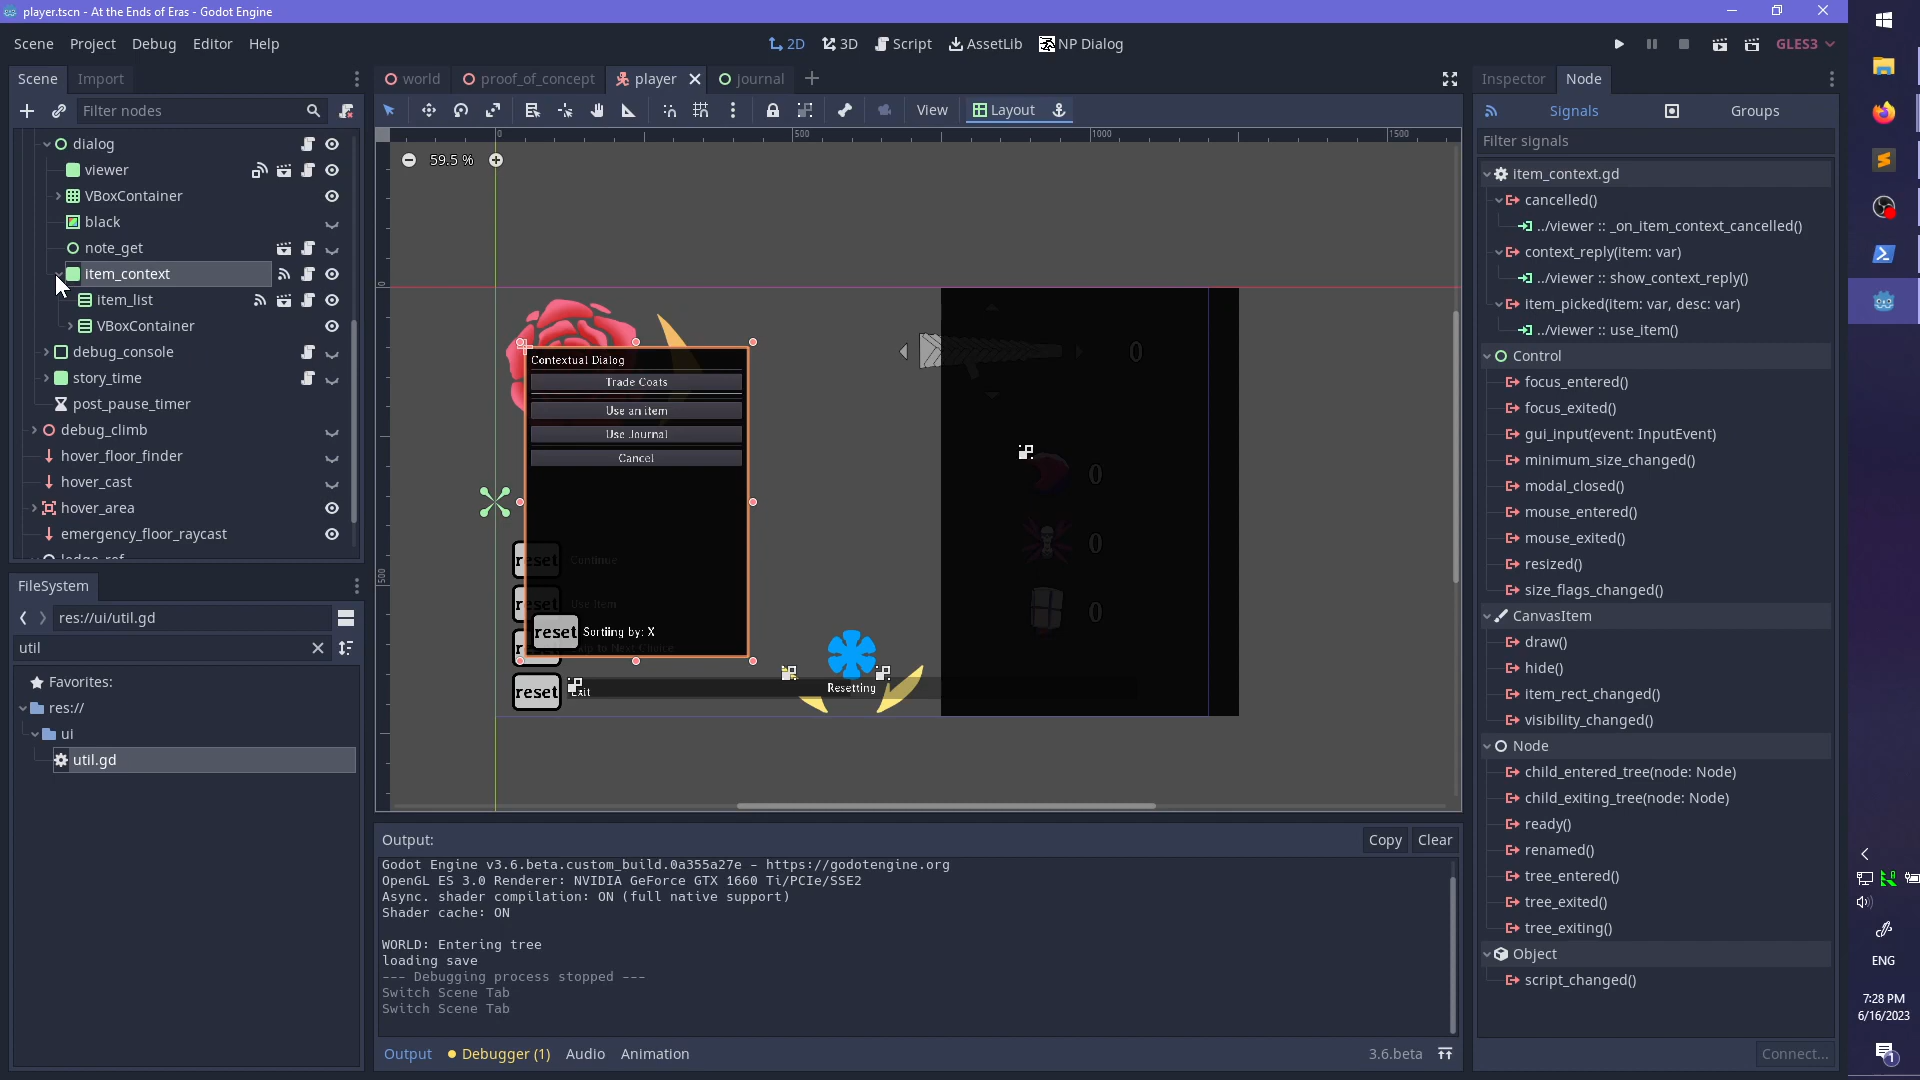 player.tscn - At the Ends of Eras - Godot Engine
Scene Project Debug Editor Help
2D 3D Script AssetLib NP Dialog
GLES3
Scene Import
world proof_of_concept player journal
Inspector Node
Filter nodes
View Layout
Signals Groups
Filter signals
dialog
viewer
VBoxContainer
black
note_get
item_context
item_list
VBoxContainer
debug_console
story_time
post_pause_timer
debug_climb
hover_floor_finder
hover_cast
hover_area
emergency_floor_raycast
FileSystem
res://ui/util.gd
util
Favorites:
res://
ui
util.gd
0 500 1000 1500
59.5 %
0
500
Contextual Dialog
Trade Coats
Use an item
Use Journal
Cancel
reset Continue
reset Use Item
reset Sortiing by: X
reset Exit
Resetting
0
0
0
0
Output:
Copy Clear
Godot Engine v3.6.beta.custom_build.0a355a27e - https://godotengine.org
OpenGL ES 3.0 Renderer: NVIDIA GeForce GTX 1660 Ti/PCIe/SSE2
Async. shader compilation: ON (full native support)
Shader cache: ON
WORLD: Entering tree
loading save
--- Debugging process stopped ---
Switch Scene Tab
Switch Scene Tab
Output Debugger (1) Audio Animation
3.6.beta
item_context.gd
cancelled()
../viewer :: _on_item_context_cancelled()
context_reply(item: var)
../viewer :: show_context_reply()
item_picked(item: var, desc: var)
../viewer :: use_item()
Control
focus_entered()
focus_exited()
gui_input(event: InputEvent)
minimum_size_changed()
modal_closed()
mouse_entered()
mouse_exited()
resized()
size_flags_changed()
CanvasItem
draw()
hide()
item_rect_changed()
visibility_changed()
Node
child_entered_tree(node: Node)
child_exiting_tree(node: Node)
ready()
renamed()
tree_entered()
tree_exited()
tree_exiting()
Object
script_changed()
Connect...
ENG
7:28 PM
6/16/2023
1